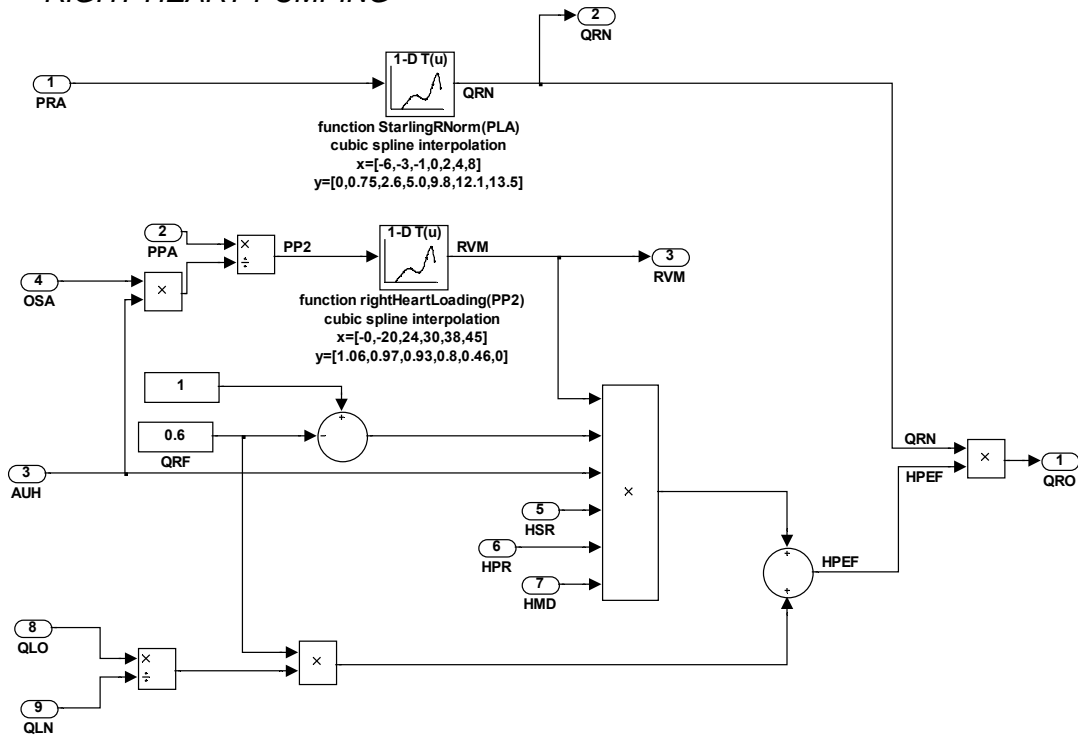 RIGHT HEART PUMPING
2
QRN
1
PRA
1-D T(u)
QRN
function StarlingRNorm(PLA)
cubic spline interpolation
x=[-6,-3,-1,0,2,4,8]
y=[0,0.75,2.6,5.0,9.8,12.1,13.5]
2
PPA
×
÷
PP2
1-D T(u)
RVM
3
RVM
4
OSA
×
function rightHeartLoading(PP2)
cubic spline interpolation
x=[-0,-20,24,30,38,45]
y=[1.06,0.97,0.93,0.8,0.46,0]
1
+
0.6
−
QRF
3
AUH
×
5
HSR
6
HPR
7
HMD
QRN
HPEF
×
1
QRO
+
+
HPEF
8
QLO
×
÷
×
9
QLN